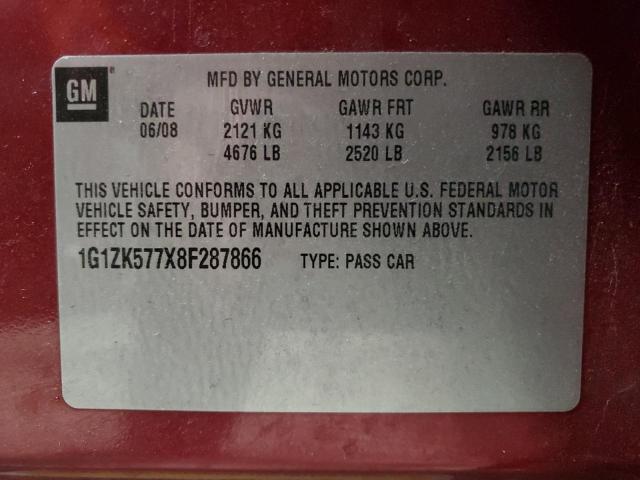 GM®
MFD BY GENERAL MOTORS CORP.
DATE GVWR GAWR FRT GAWR RR
06/08 2121 KG 1143 KG 978 KG
4676 LB 2520 LB 2156 LB
THIS VEHICLE CONFORMS TO ALL APPLICABLE U.S. FEDERAL MOTOR
VEHICLE SAFETY, BUMPER, AND THEFT PREVENTION STANDARDS IN
EFFECT ON THE DATE OF MANUFACTURE SHOWN ABOVE.
1G1ZK577X8F287866 TYPE: PASS CAR